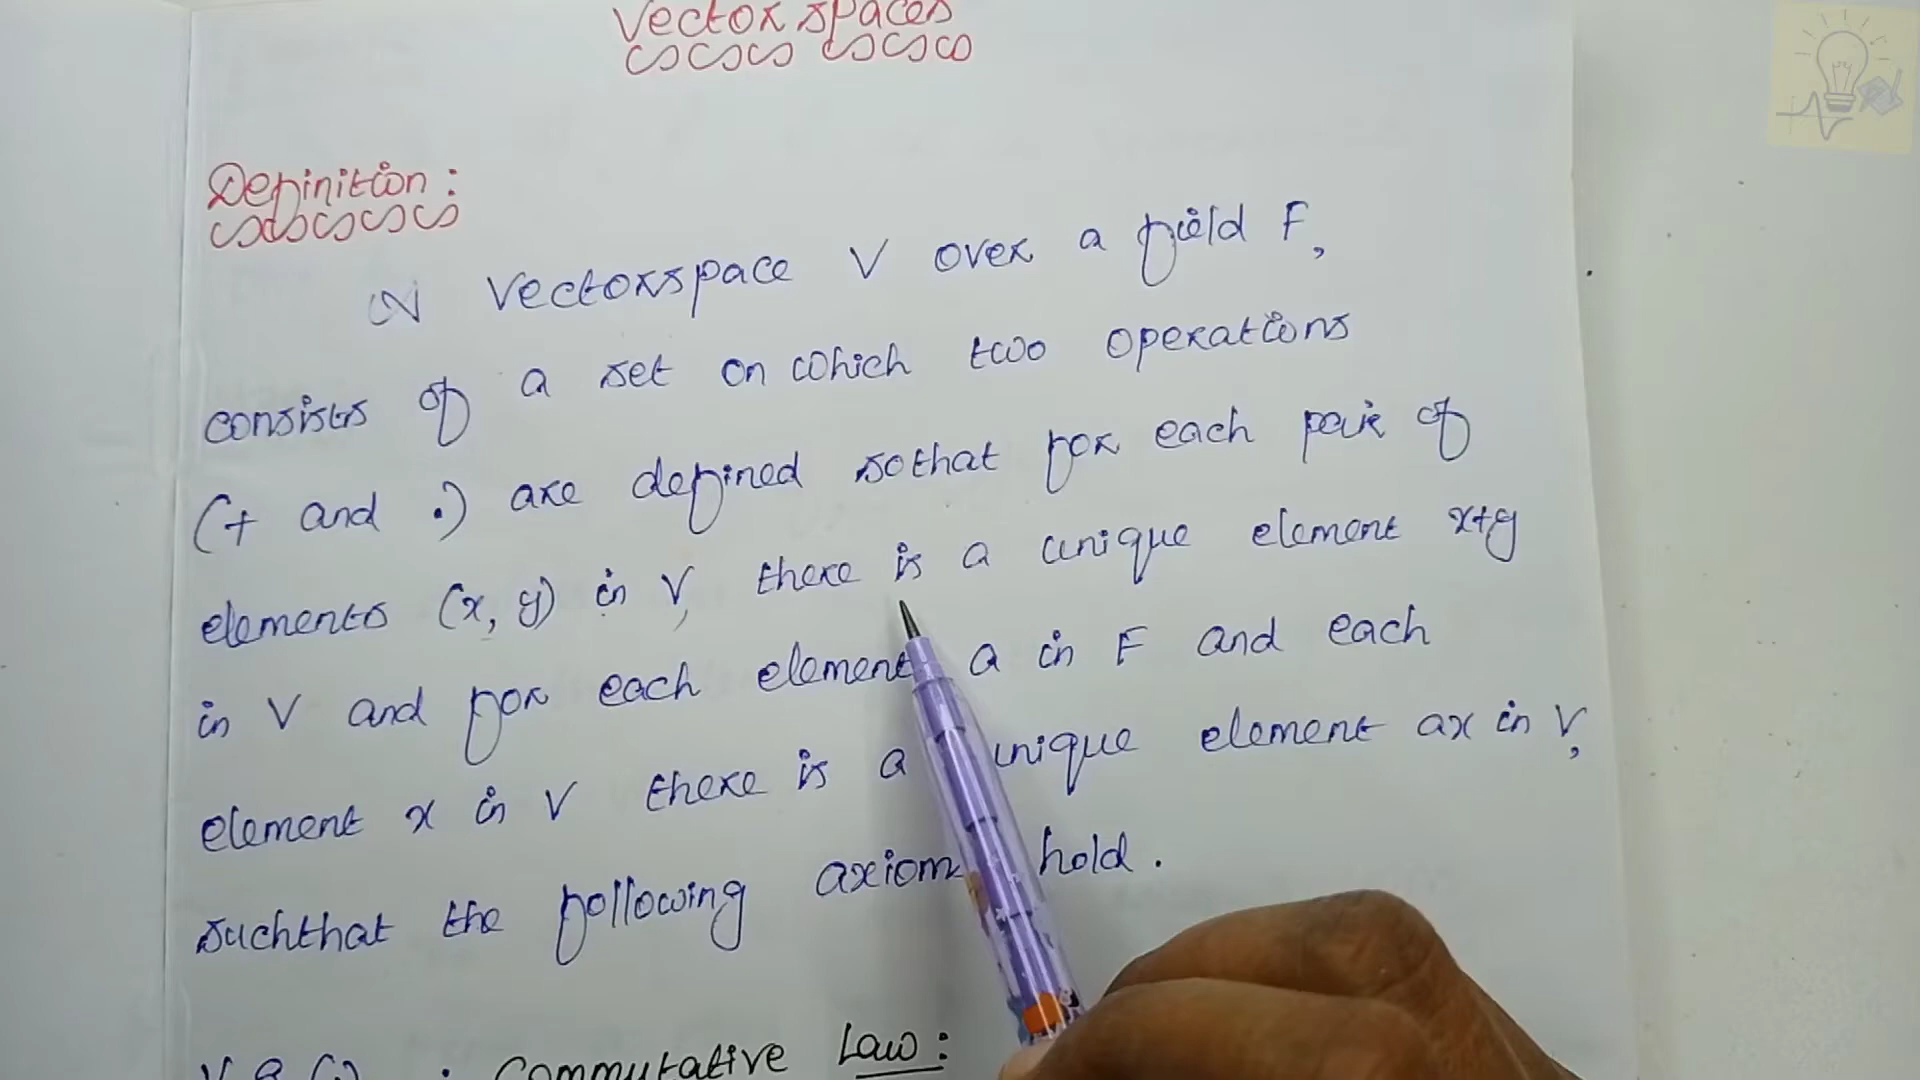 Vector spaces
Definition:
A Vectorspace V over a field F,
consists of a set on which two operations
(+ and .) are defined sothat for each pair of
elements (x, y) in V, there is a unique element x+y
in V and for each element a in F and each
element x in V there is a unique element ax in V,
suchthat the following axiom hold.
: Commutative Law: